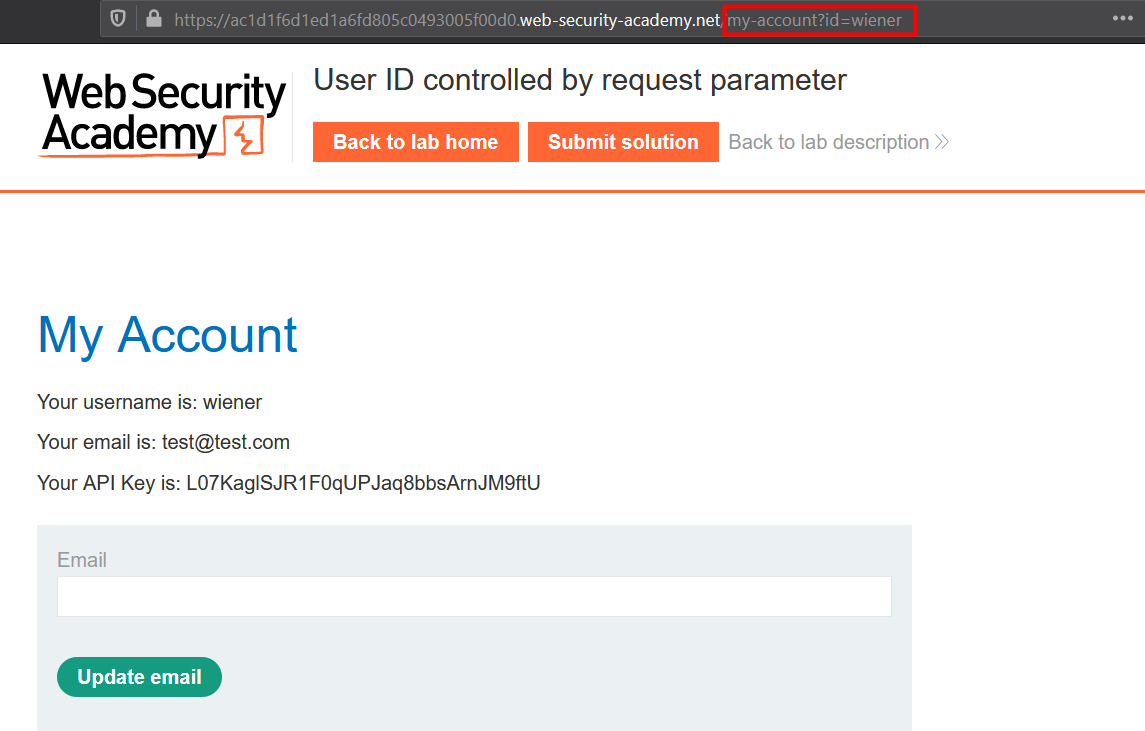 https://ac1d1f6d1ed1a6fd805c0493005f00d0.web-security-academy.net/my-account?id=wiener
Web Security
Academy
User ID controlled by request parameter
Back to lab home
Submit solution
Back to lab description
My Account
Your username is: wiener
Your email is: test@test.com
Your API Key is: L07KaglSJR1F0qUPJaq8bbsArnJM9ftU
Email
Update email